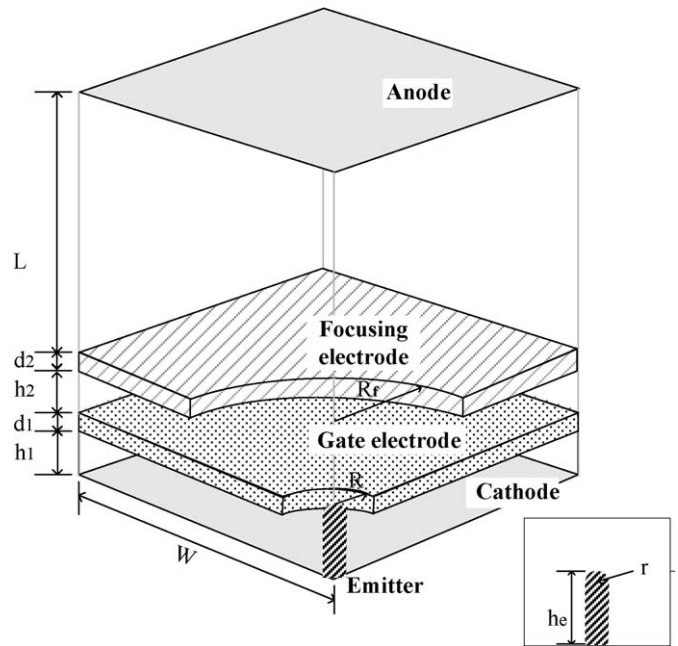 Anode
L
Focusing
electrode
d2
Rf
h2
d1
Gate electrode
h1
R
Cathode
W
Emitter
r
he